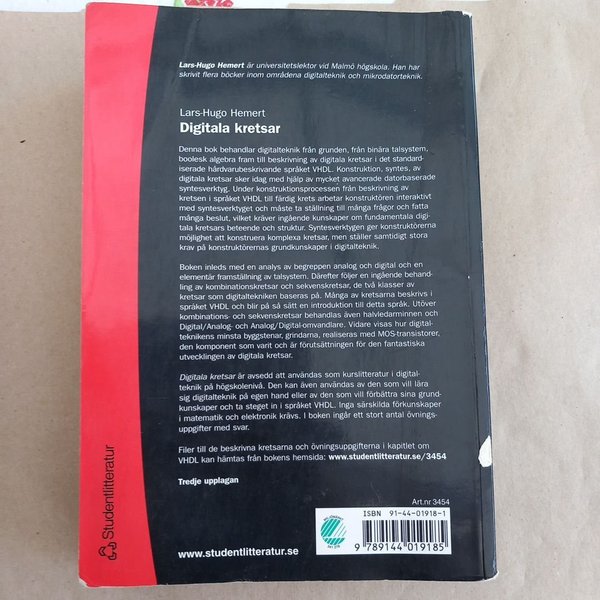 Lars-Hugo Hemert är universitetslektor vid Malmö högskola. Han har
skrivit flera böcker inom områdena digitalteknik och mikrodatorteknik.
Lars-Hugo Hemert
Digitala kretsar
Denna bok behandlar digitalteknik från grunden, från binära talsystem,
boolesk algebra fram till beskrivning av digitala kretsar i det standard-
iserade hårdvarubeskrivande språket VHDL. Konstruktion, syntes, av
digitala kretsar sker idag med hjälp av mycket avancerade datorbaserade
syntesverktyg. Under konstruktionsprocessen från beskrivning av
kretsen i språket VHDL till färdig krets arbetar konstruktören interaktivt
med syntesverktyget och måste ta ställning till många frågor och fatta
många beslut, vilket kräver ingående kunskaper om fundamentala digi-
tala kretsars beteende och struktur. Syntesverktygen ger konstruktörerna
möjlighet att konstruera komplexa kretsar, men ställer samtidigt stora
krav på konstruktörernas grundkunskaper i digitalteknik.
Boken inleds med en analys av begreppen analog och digital och en
elementär framställning av talsystem. Därefter följer en ingående behand-
ling av kombinationskretsar och sekvenskretsar, de två klasser av
kretsar som digitaltekniken baseras på. Många av kretsarna beskrivs i
språket VHDL och blir på så sätt en introduktion till detta språk. Utöver
kombinations- och sekvenskretsar behandlas även halvledarminnen och
Digital/Analog- och Analog/Digital-omvandlare. Vidare visas hur digital-
teknikens minsta byggstenar, grindarna, realiseras med MOS-transistorer,
den komponent som varit och är förutsättningen för den fantastiska
utvecklingen av digitala kretsar.
Digitala kretsar är avsedd att användas som kurslitteratur i digital-
teknik på högskolenivå. Den kan även användas av den som vill lära
sig digitalteknik på egen hand eller av den som vill förbättra sina grund-
kunskaper och ta steget in i språket VHDL. Inga särskilda förkunskaper
i matematik och elektronik krävs. I boken ingår ett stort antal övnings-
uppgifter med svar.
Filer till de beskrivna kretsarna och övningsuppgifterna i kapitlet om
VHDL kan hämtas från bokens hemsida: www.studentlitteratur.se/3454
Tredje upplagan
Art.nr 3454
ISBN 91-44-01918-1
9 789144 019185
www.studentlitteratur.se
Studentlitteratur